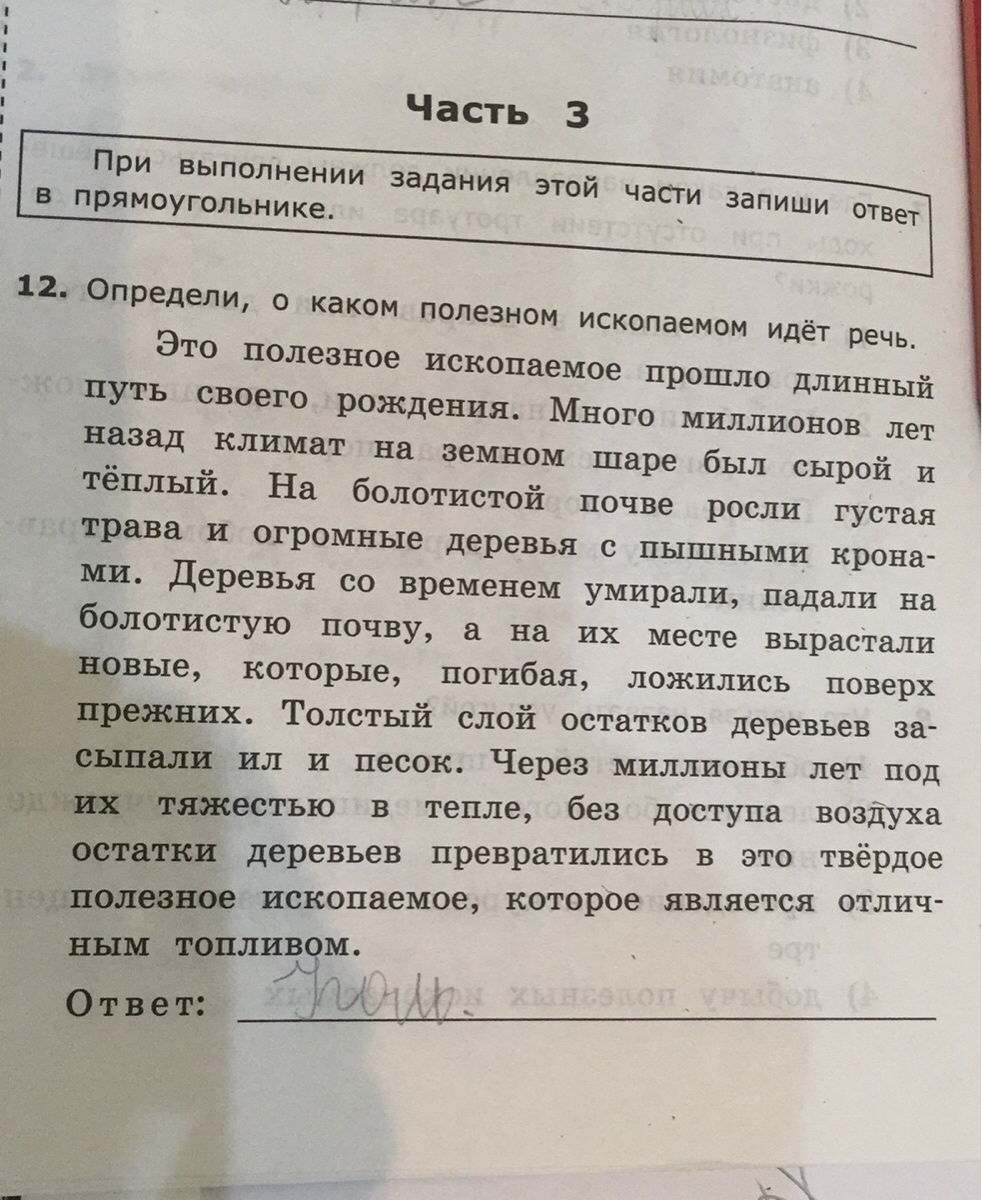 Часть 3
При выполнении задания этой части запиши ответ
в прямоугольнике.
12. Определи, о каком полезном ископаемом идёт речь.
Это полезное ископаемое прошло длинный
путь своего рождения. Много миллионов лет
назад климат на земном шаре был сырой и
тёплый. На болотистой почве росли густая
трава и огромные деревья с пышными крона-
ми. Деревья со временем умирали, падали на
болотистую почву, а на их месте вырастали
новые, которые, погибая, ложились поверх
прежних. Толстый слой остатков деревьев за-
сыпали ил и песок. Через миллионы лет под
их тяжестью в тепле, без доступа воздуха
остатки деревьев превратились в это твёрдое
полезное ископаемое, которое является отлич-
ным топливом.
Ответ: